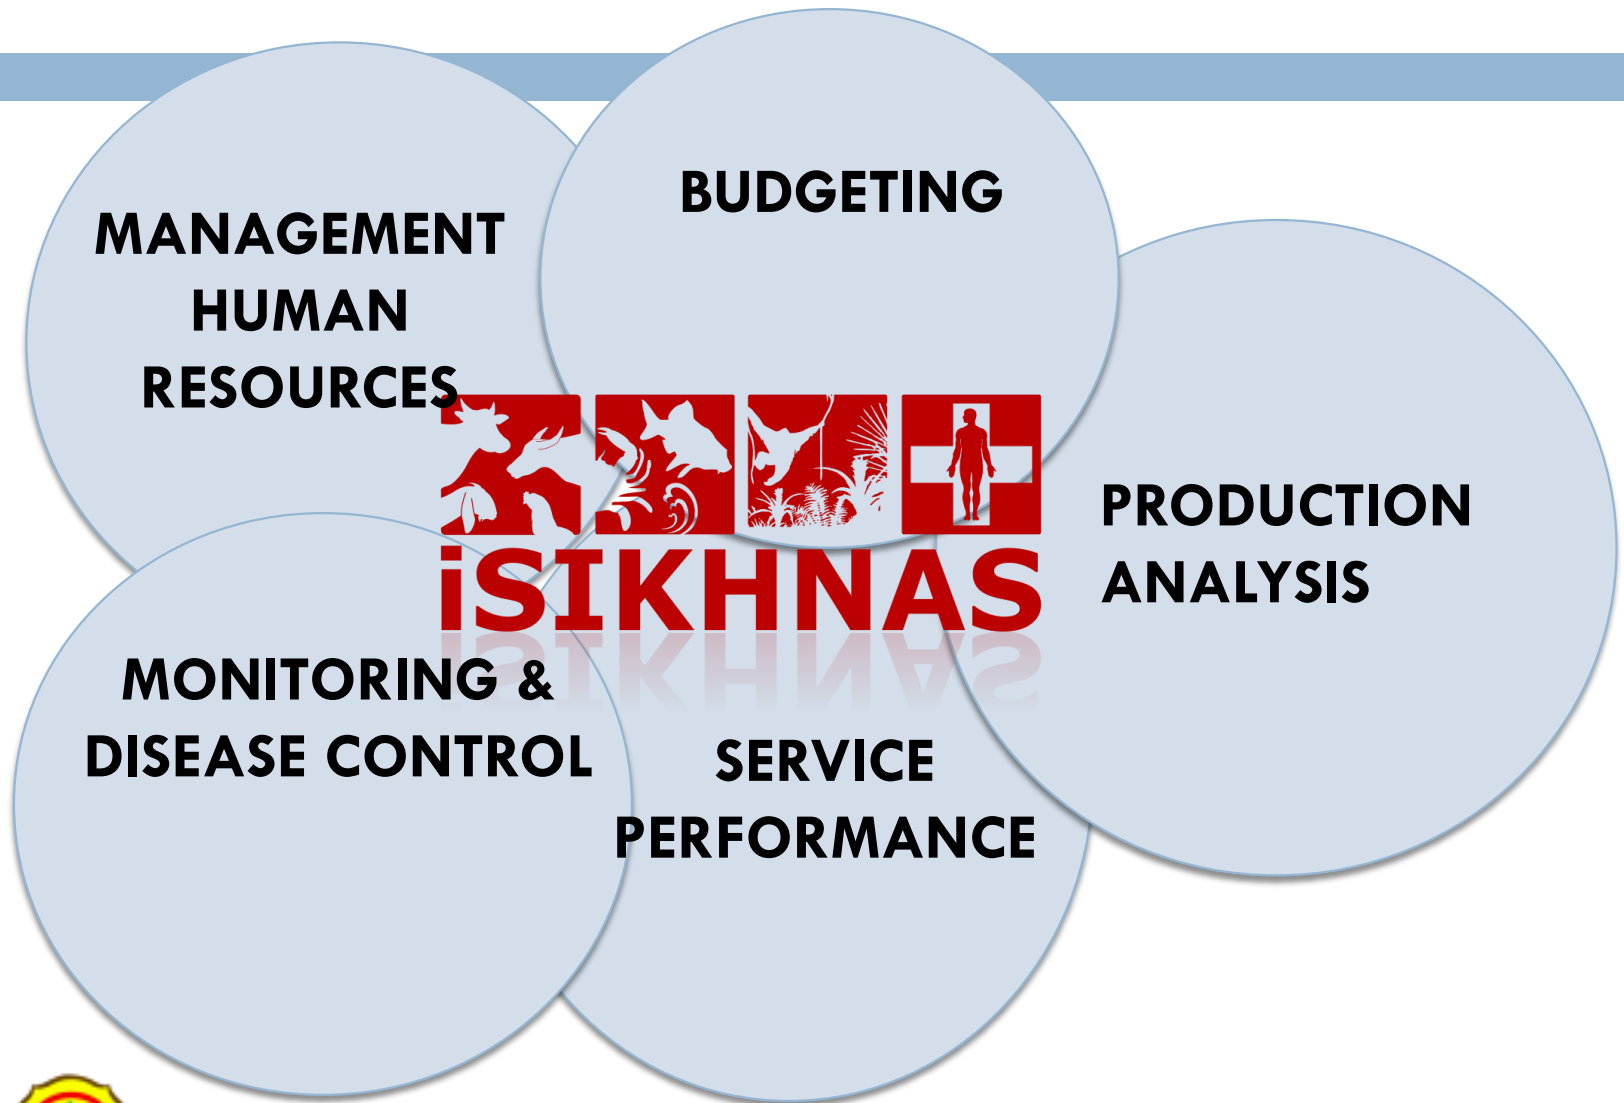 BUDGETING
MANAGEMENT
HUMAN
RESOURCES
PRODUCTION
ANALYSIS
iSIKHNAS
MONITORING &
DISEASE CONTROL
SERVICE
PERFORMANCE